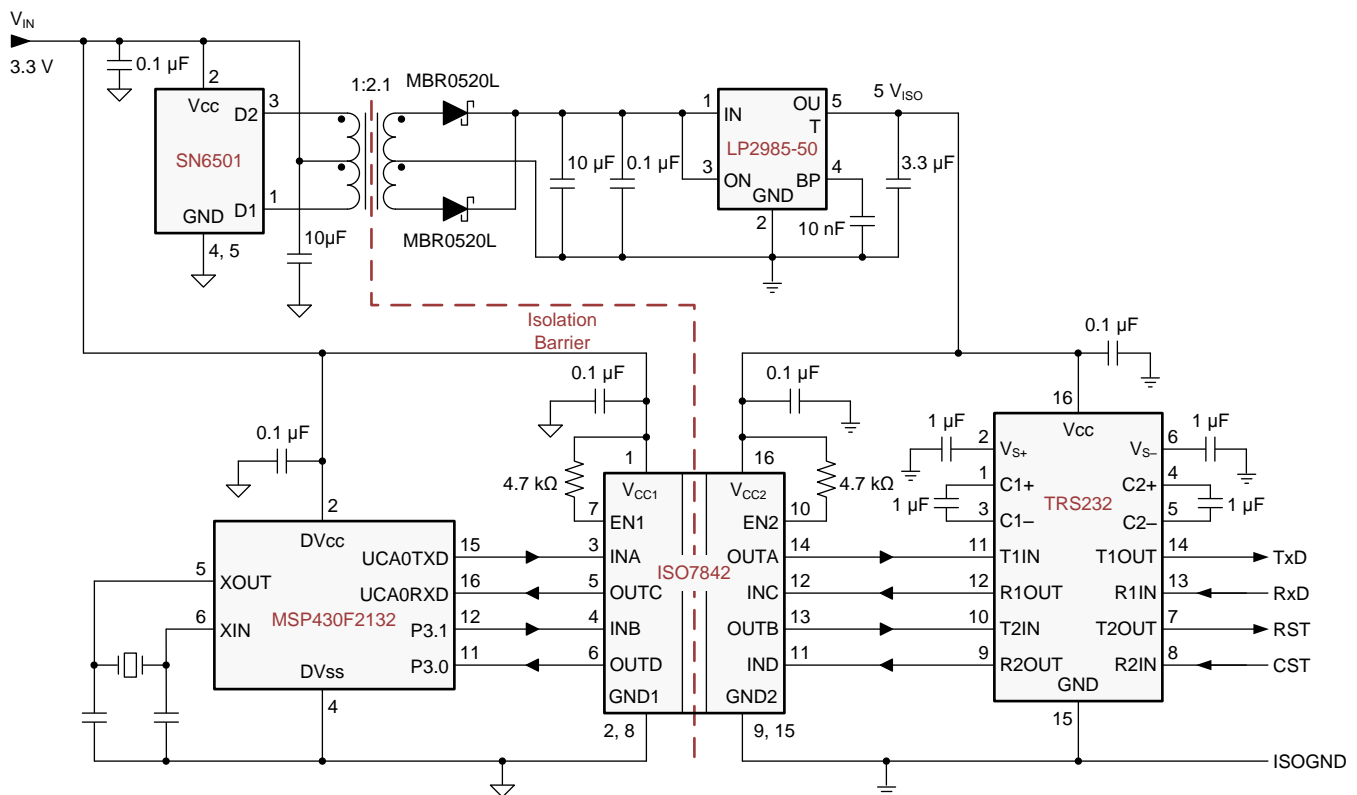 VIN
3.3 V
0.1 µF
2
Vcc
D2
3
SN6501
D1
1
GND
4, 5
10µF
1:2.1
MBR0520L
MBR0520L
10 µF
0.1 µF
1
IN
OU
T
5
5 VISO
LP2985-50
3
ON
BP
4
GND
2
10 nF
3.3 µF
Isolation
Barrier
0.1 µF
0.1 µF
0.1 µF
0.1 µF
4.7 kΩ
4.7 kΩ
2
DVcc
5
XOUT
6
XIN
MSP430F2132
UCA0TXD
15
UCA0RXD
16
P3.1
12
P3.0
11
DVss
4
1
VCC1
7
EN1
3
INA
5
OUTC
4
INB
6
OUTD
GND1
2, 8
ISO7842
16
VCC2
EN2
10
OUTA
14
INC
12
OUTB
13
IND
11
GND2
9, 15
16
Vcc
1 µF
2
VS+
VS–
6
1 µF
1
C1+
C2+
4
1 µF
3
C1–
C2–
5
1 µF
TRS232
11
T1IN
T1OUT
14
TxD
12
R1OUT
R1IN
13
RxD
10
T2IN
T2OUT
7
RST
9
R2OUT
R2IN
8
CST
GND
15
ISOGND